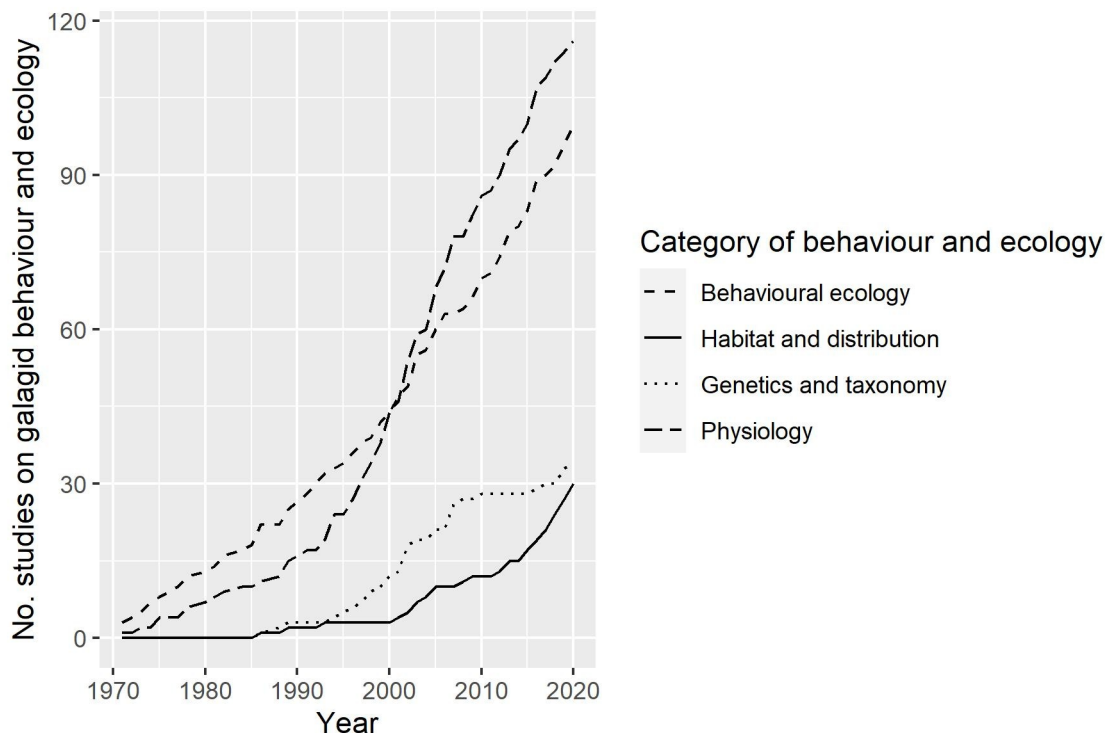 No. studies on galagid behaviour and ecology
120
90
60
30
0
1970 1980 1990 2000 2010 2020
Year
Category of behaviour and ecology
Behavioural ecology
Habitat and distribution
Genetics and taxonomy
Physiology